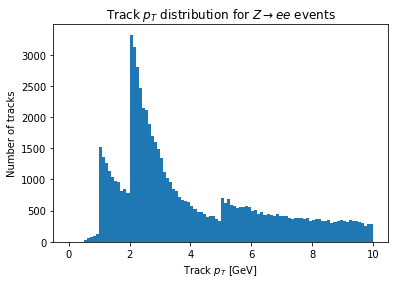 Track $p_T$ distribution for $Z \rightarrow ee$ events
Number of tracks
3000
2500
2000
1500
1000
500
0
0 2 4 6 8 10
Track $p_T$ [GeV]